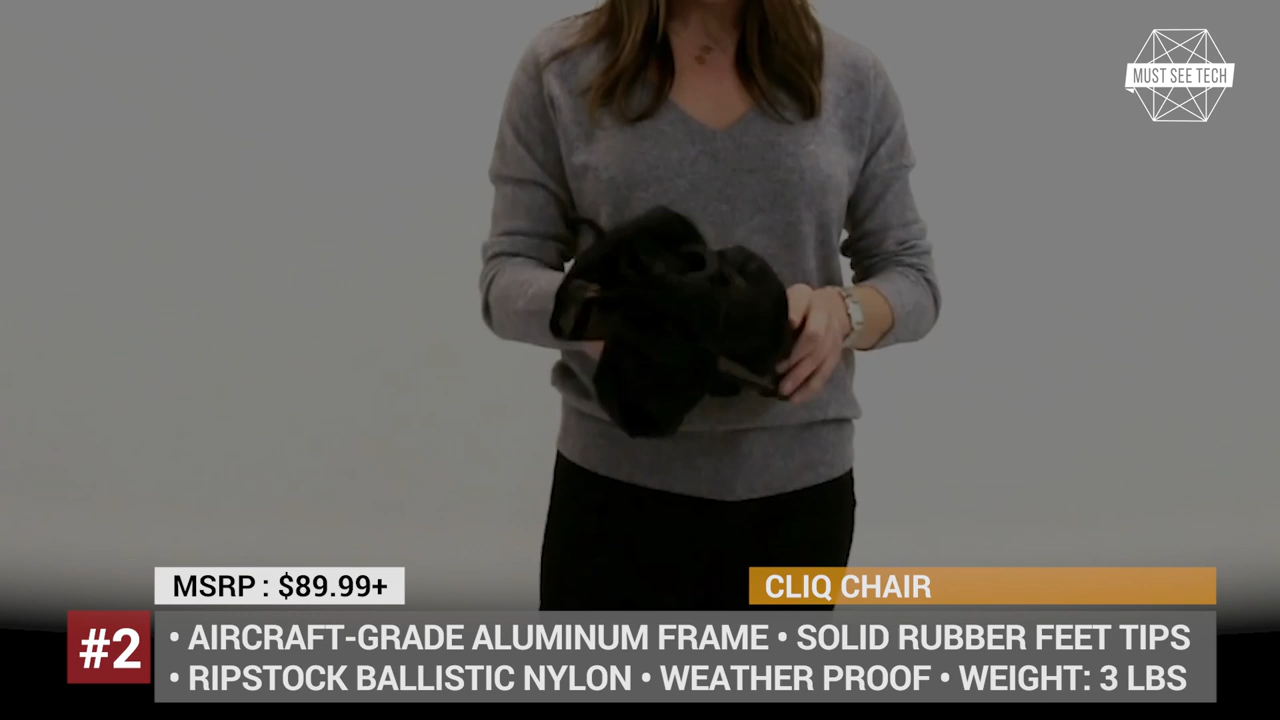 MUST SEE TECH
MSRP : $89.99+
CLIQ CHAIR
#2
• AIRCRAFT-GRADE ALUMINUM FRAME • SOLID RUBBER FEET TIPS
• RIPSTOCK BALLISTIC NYLON • WEATHER PROOF • WEIGHT: 3 LBS